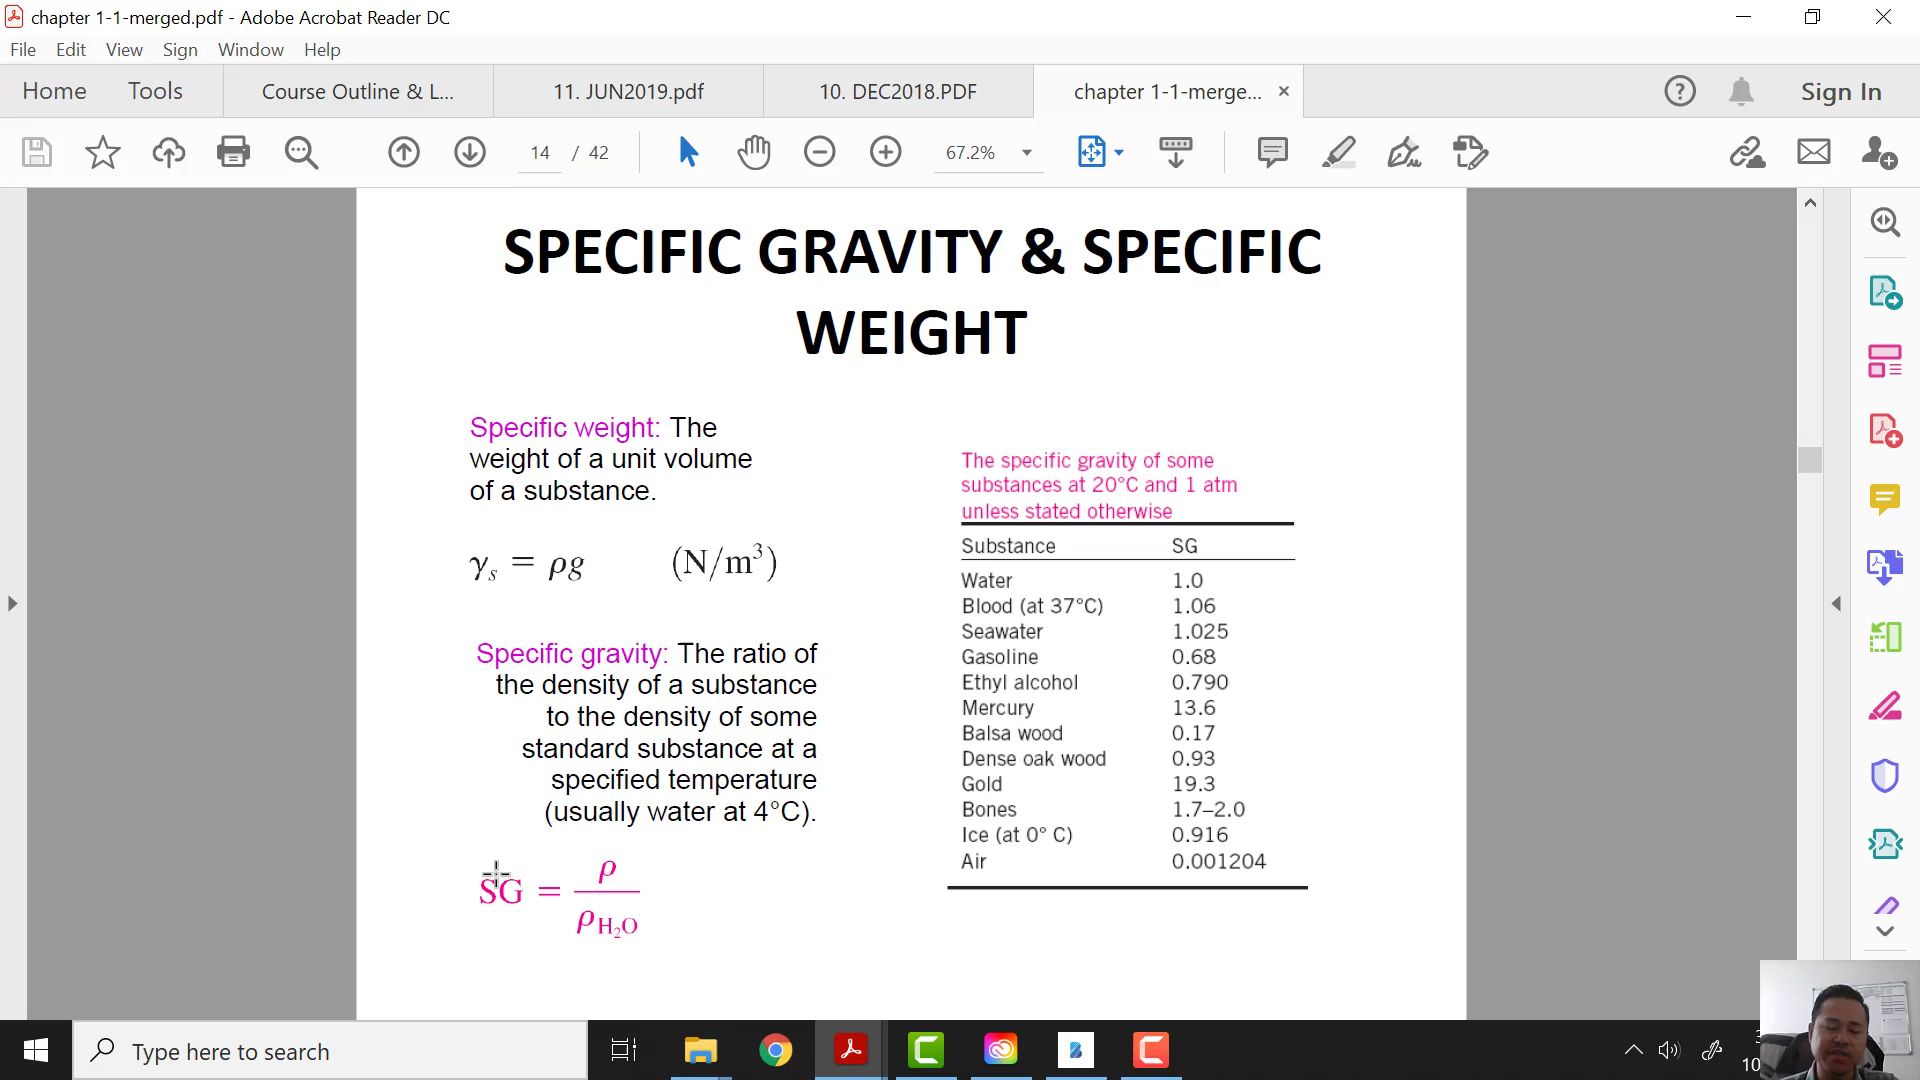 chapter 1-1-merged.pdf - Adobe Acrobat Reader DC
File Edit View Sign Window Help
Home Tools Course Outline & L... 11. JUN2019.pdf 10. DEC2018.PDF chapter 1-1-merge... × Sign In
14 / 42 67.2%
SPECIFIC GRAVITY & SPECIFIC
WEIGHT
Specific weight: The
weight of a unit volume
of a substance.
γₛ = ρg (N/m³)
Specific gravity: The ratio of
the density of a substance
to the density of some
standard substance at a
specified temperature
(usually water at 4°C).
SG = ρ / ρH₂O
The specific gravity of some
substances at 20°C and 1 atm
unless stated otherwise
Substance SG
Water 1.0
Blood (at 37°C) 1.06
Seawater 1.025
Gasoline 0.68
Ethyl alcohol 0.790
Mercury 13.6
Balsa wood 0.17
Dense oak wood 0.93
Gold 19.3
Bones 1.7–2.0
Ice (at 0° C) 0.916
Air 0.001204
Type here to search